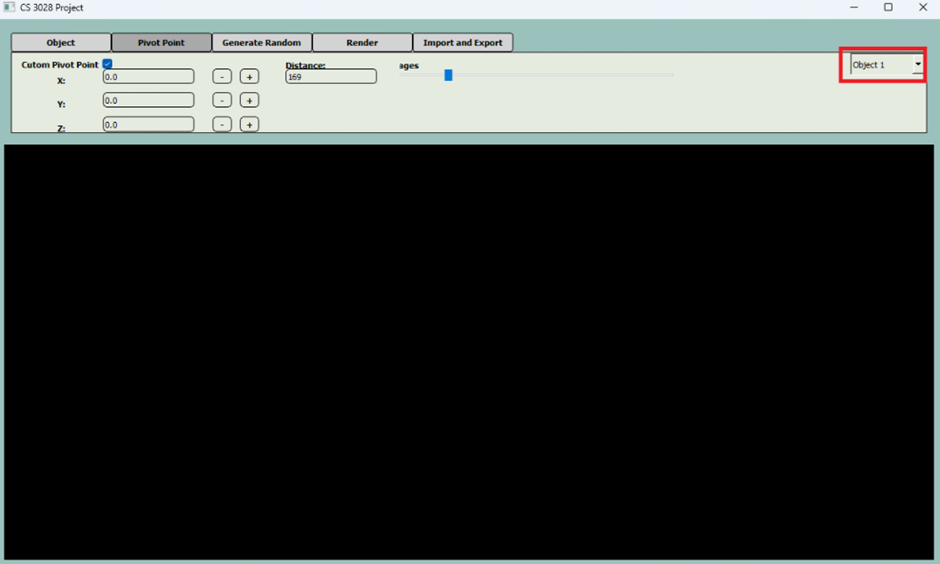 CS 3028 Project
Object Pivot Point Generate Random Render Import and Export
Cutom Pivot Point Distance: ages Object 1
X: 0.0 - + 169
Y: 0.0 - +
Z: 0.0 - +